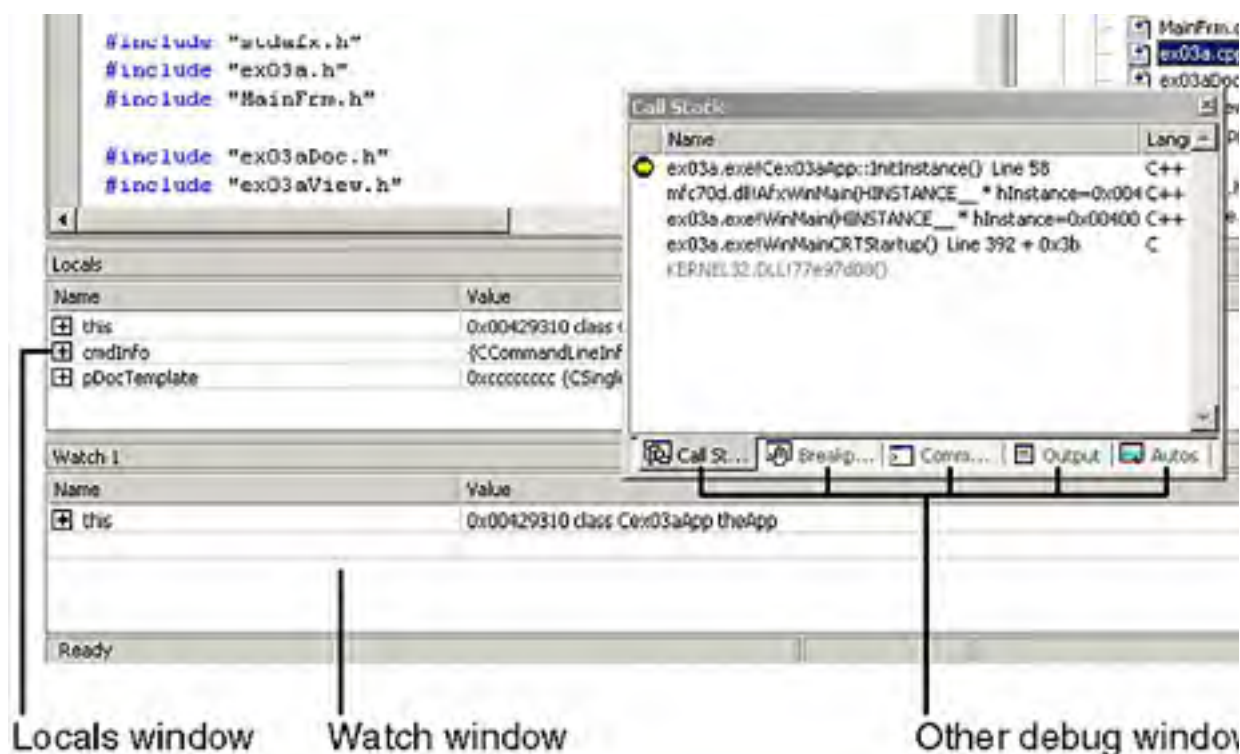 #include "stdafx.h"
#include "ex03a.h"
#include "MainFrm.h"
#include "ex03aDoc.h"
#include "ex03aView.h"
MainFrm.c
ex03a.cpp
ex03aDoc
Call Stack
Name Lang
ex03a.exe!Cex03aApp::InitInstance() Line 58 C++
mfc70d.dll!AfxWinMain(HINSTANCE__ * hInstance=0x004 C++
ex03a.exe!WinMain(HINSTANCE__ * hInstance=0x00400 C++
ex03a.exe!WinMainCRTStartup() Line 392 + 0x3b C
KERNEL32.DLL!77e97d08()
Call St... Breakp... Comm... Output Autos
Locals
Name Value
this 0x00429310 class
cmdInfo {CCommandLineInf
pDocTemplate 0xcccccccc {CSingl
Watch 1
Name Value
this 0x00429310 class Cex03aApp theApp
Ready
Locals window Watch window Other debug window